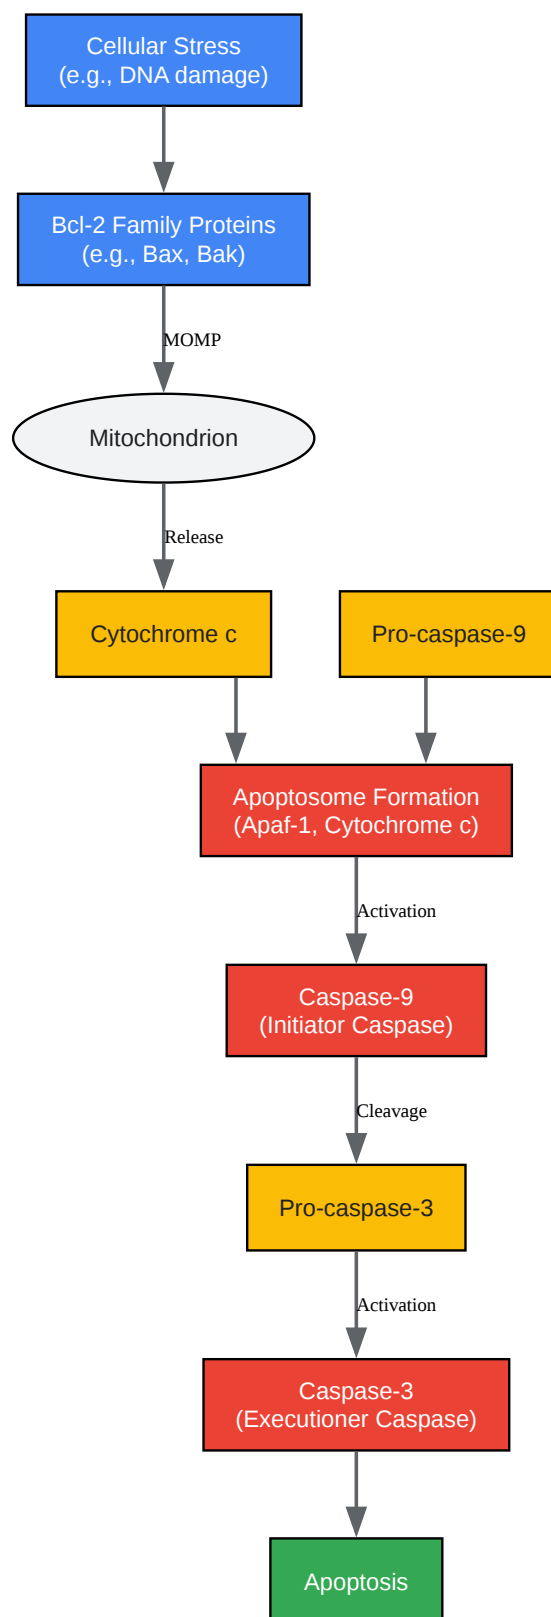 Cellular Stress
(e.g., DNA damage)
Bcl-2 Family Proteins
(e.g., Bax, Bak)
MOMP
Mitochondrion
Release
Cytochrome c
Pro-caspase-9
Apoptosome Formation
(Apaf-1, Cytochrome c)
Activation
Caspase-9
(Initiator Caspase)
Cleavage
Pro-caspase-3
Activation
Caspase-3
(Executioner Caspase)
Apoptosis